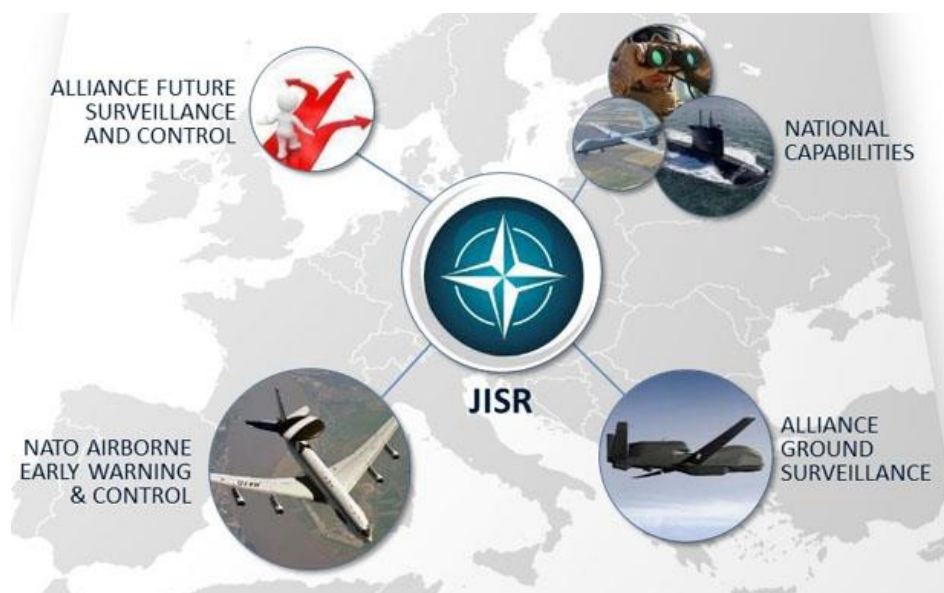 ALLIANCE FUTURE
SURVEILLANCE
AND CONTROL
NATIONAL
CAPABILITIES
JISR
NATO AIRBORNE
EARLY WARNING
& CONTROL
ALLIANCE
GROUND
SURVEILLANCE